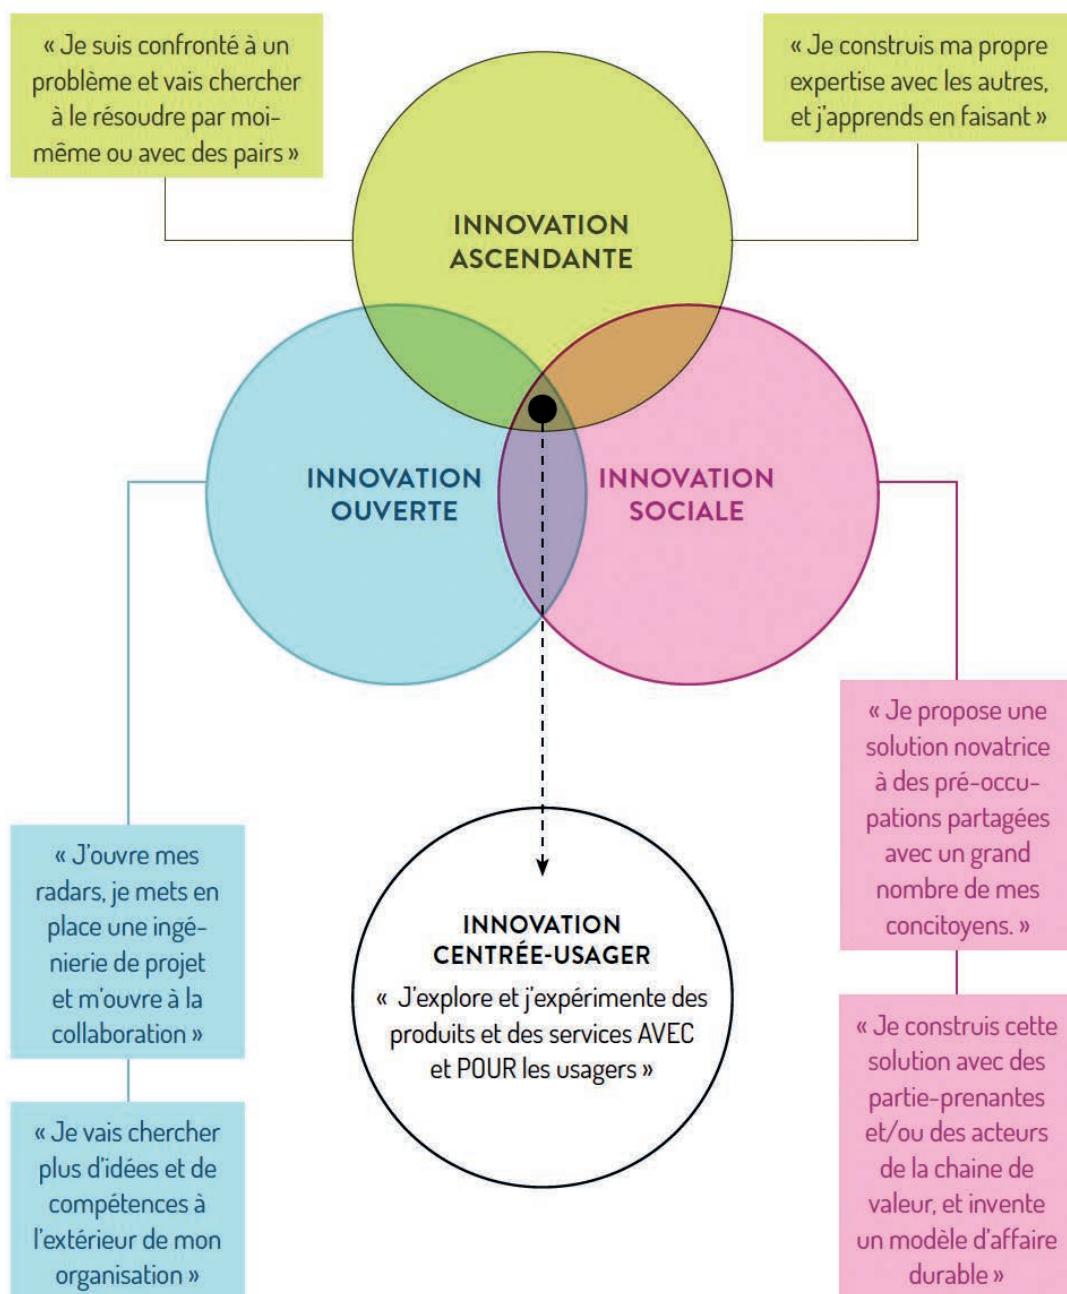 « Je suis confronté à un
problème et vais chercher
à le résoudre par moi-
même ou avec des pairs »
« Je construis ma propre
expertise avec les autres,
et j'apprends en faisant »
INNOVATION
ASCENDANTE
INNOVATION
OUVERTE
INNOVATION
SOCIALE
« Je propose une
solution novatrice
à des pré-occu-
pations partagées
avec un grand
nombre de mes
concitoyens. »
« J'ouvre mes
radars, je mets en
place une ingé-
nierie de projet
et m'ouvre à la
collaboration »
INNOVATION
CENTRÉE-USAGER
« J'explore et j'expérimente des
produits et des services AVEC
et POUR les usagers »
« Je construis cette
solution avec des
partie-prenantes
et/ou des acteurs
de la chaine de
valeur, et invente
un modèle d'affaire
durable »
« Je vais chercher
plus d'idées et de
compétences à
l'extérieur de mon
organisation »